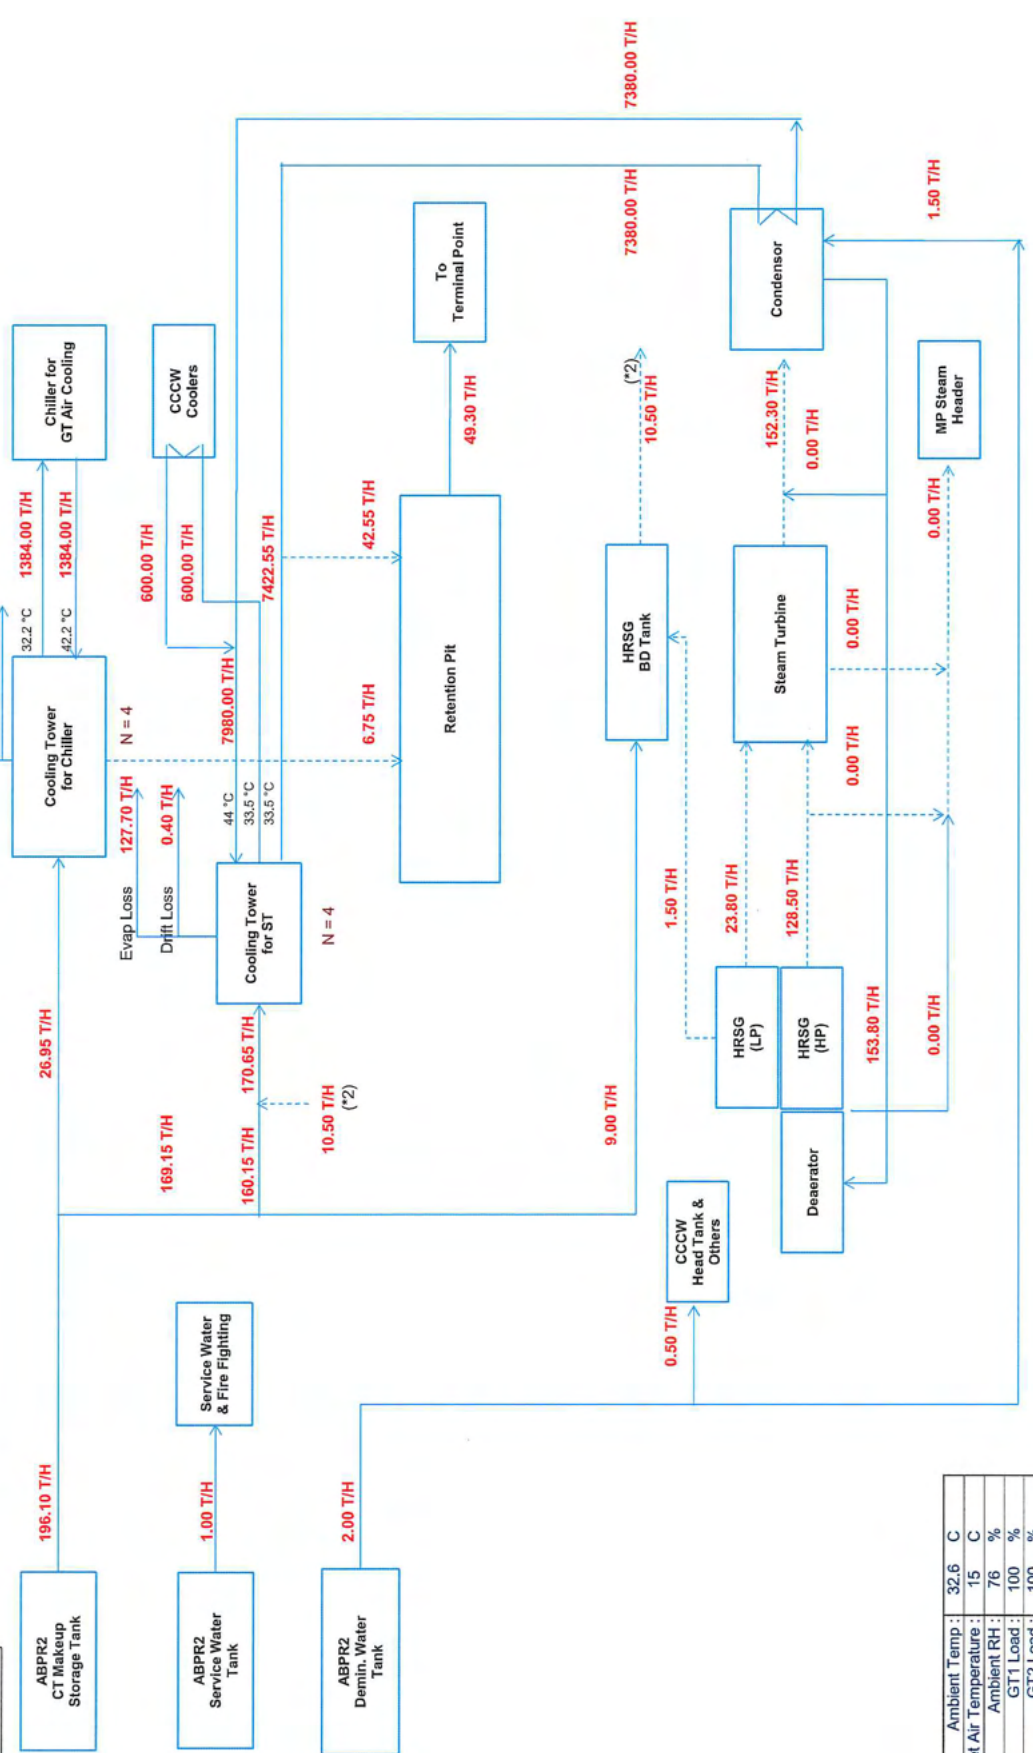 ABPR2
CT Makeup
Storage Tank
196.10 T/H
26.95 T/H
Cooling Tower
for Chiller
N = 4
32.2 °C
42.2 °C
1384.00 T/H
1384.00 T/H
Chiller for
GT Air Cooling
ABPR2
Service Water
Tank
1.00 T/H
Service Water
& Fire Fighting
169.15 T/H
160.15 T/H
170.65 T/H
10.50 T/H
(*2)
Evap Loss
127.70 T/H
Drift Loss
0.40 T/H
Cooling Tower
for ST
N = 4
44 °C
33.5 °C
33.5 °C
7980.00 T/H
600.00 T/H
600.00 T/H
7422.55 T/H
CCCW
Coolers
6.75 T/H
42.55 T/H
Retention Pit
49.30 T/H
To
Terminal Point
7380.00 T/H
7380.00 T/H
ABPR2
Demin. Water
Tank
2.00 T/H
0.50 T/H
CCCW
Head Tank &
Others
9.00 T/H
1.50 T/H
HRSG
BD Tank
10.50 T/H
(*2)
Deaerator
HRSG
(LP)
HRSG
(HP)
23.80 T/H
128.50 T/H
Steam Turbine
152.30 T/H
0.00 T/H
Condensor
153.80 T/H
0.00 T/H
0.00 T/H
0.00 T/H
0.00 T/H
MP Steam
Header
1.50 T/H
Ambient Temp : 32.6 C
Air Temperature : 15 C
Ambient RH : 76 %
GT1 Load : 100 %
GT2 Load : 100 %